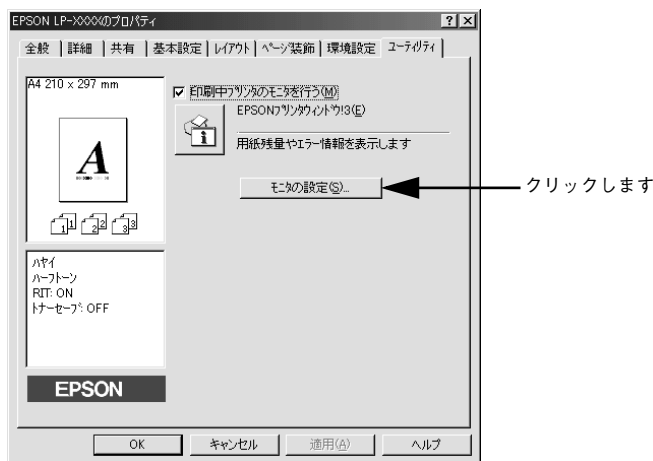 EPSON LP-XXXXのプロパティ
? ×
全般 詳細 共有 基本設定 レイアウト ページ装飾 環境設定 ユーティリティ
A4 210 x 297 mm
A
1 1 2 2 3 3
ハヤイ
ハーフトーン
RIT: ON
トナーセーブ: OFF
EPSON
印刷中プリンタのモニタを行う(M)
EPSONプリンタウィンドウ!3(E)
用紙残量やエラー情報を表示します
モニタの設定(S)...
クリックします
OK キャンセル 適用(A) ヘルプ